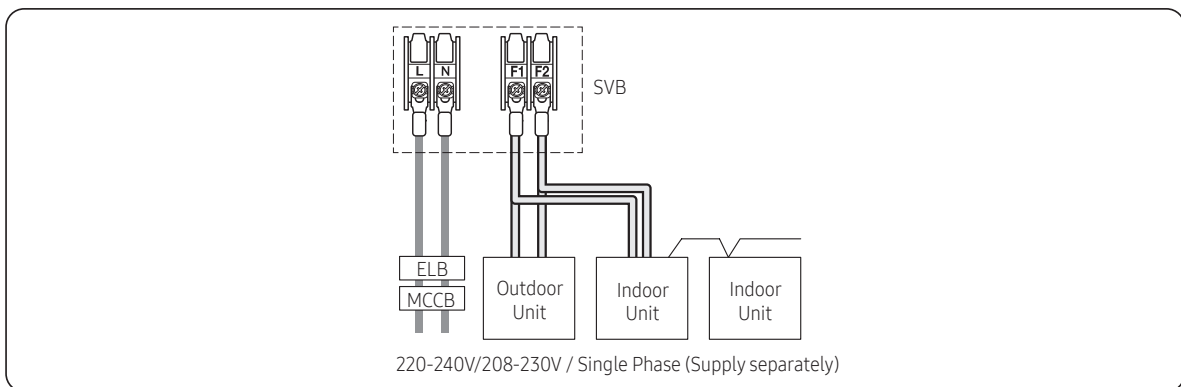 L N F1 F2
SVB
ELB
MCCB
Outdoor
Unit
Indoor
Unit
Indoor
Unit
220-240V/208-230V / Single Phase (Supply separately)